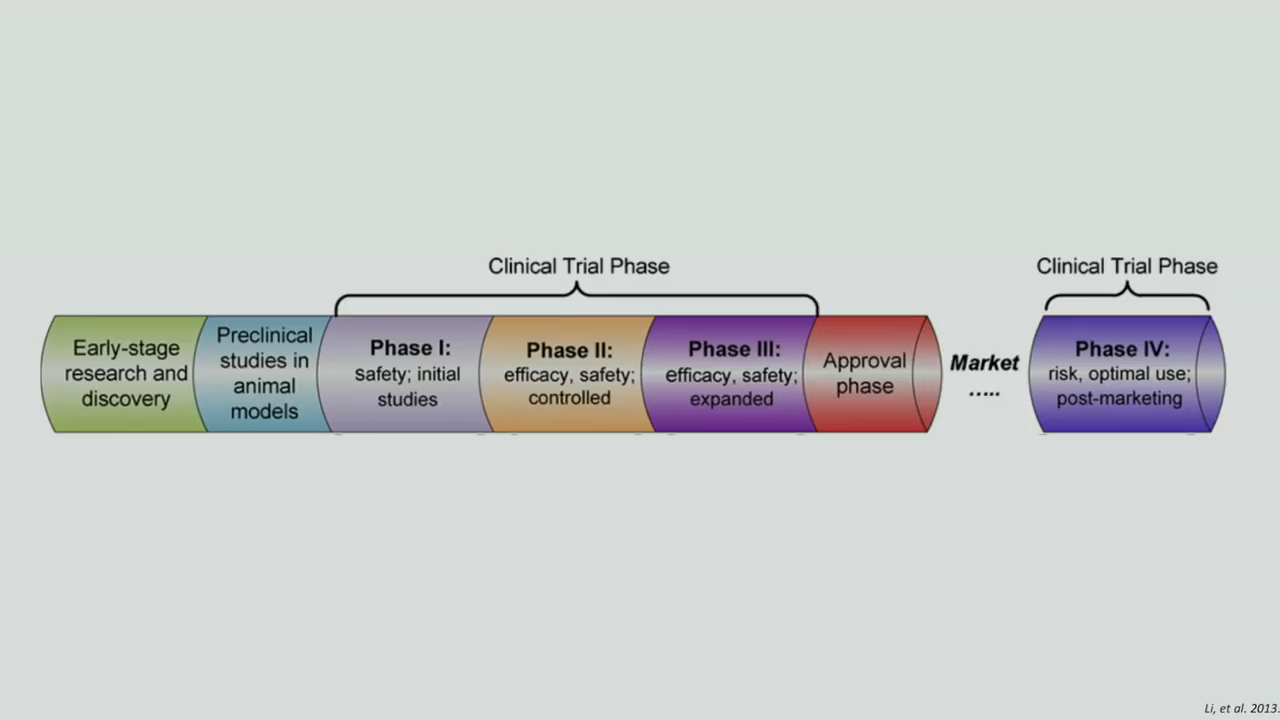 Clinical Trial Phase
Clinical Trial Phase
Early-stage
research and
discovery
Preclinical
studies in
animal
models
Phase I:
safety; initial
studies
Phase II:
efficacy, safety;
controlled
Phase III:
efficacy, safety;
expanded
Approval
phase
Market
.....
Phase IV:
risk, optimal use;
post-marketing
Li, et al. 2013.